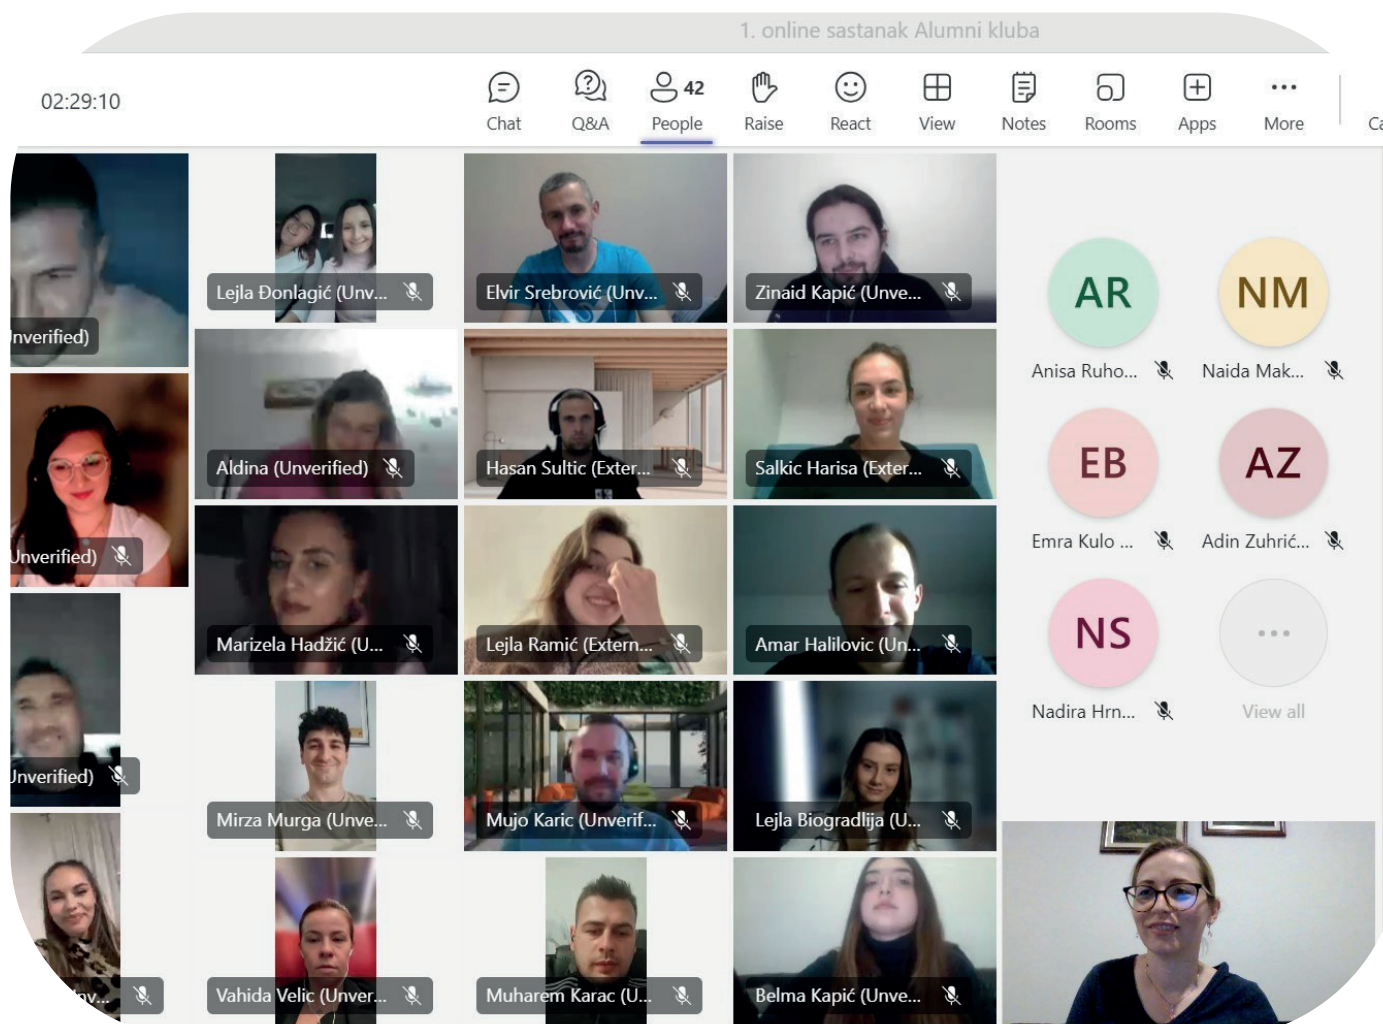 1. online sastanak Alumni kluba
02:29:10
42
Chat
Q&A
People
Raise
React
View
Notes
Rooms
Apps
More
Ca
Unverified)
Lejla Đonlagić (Unv...
Elvir Srebrović (Unv...
Zinaid Kapić (Unve...
AR
NM
Anisa Ruho...
Naida Mak...
Aldina (Unverified)
Hasan Sultic (Exter...
Salkic Harisa (Exter...
EB
AZ
Unverified)
Emra Kulo ...
Adin Zuhrić...
Marizela Hadžić (U...
Lejla Ramić (Extern...
Amar Halilovic (Un...
NS
...
Nadira Hrn...
View all
Unverified)
Mirza Murga (Unve...
Mujo Karic (Unverif...
Lejla Biogradlija (U...
Vahida Velic (Unver...
Muharem Karac (U...
Belma Kapić (Unve...